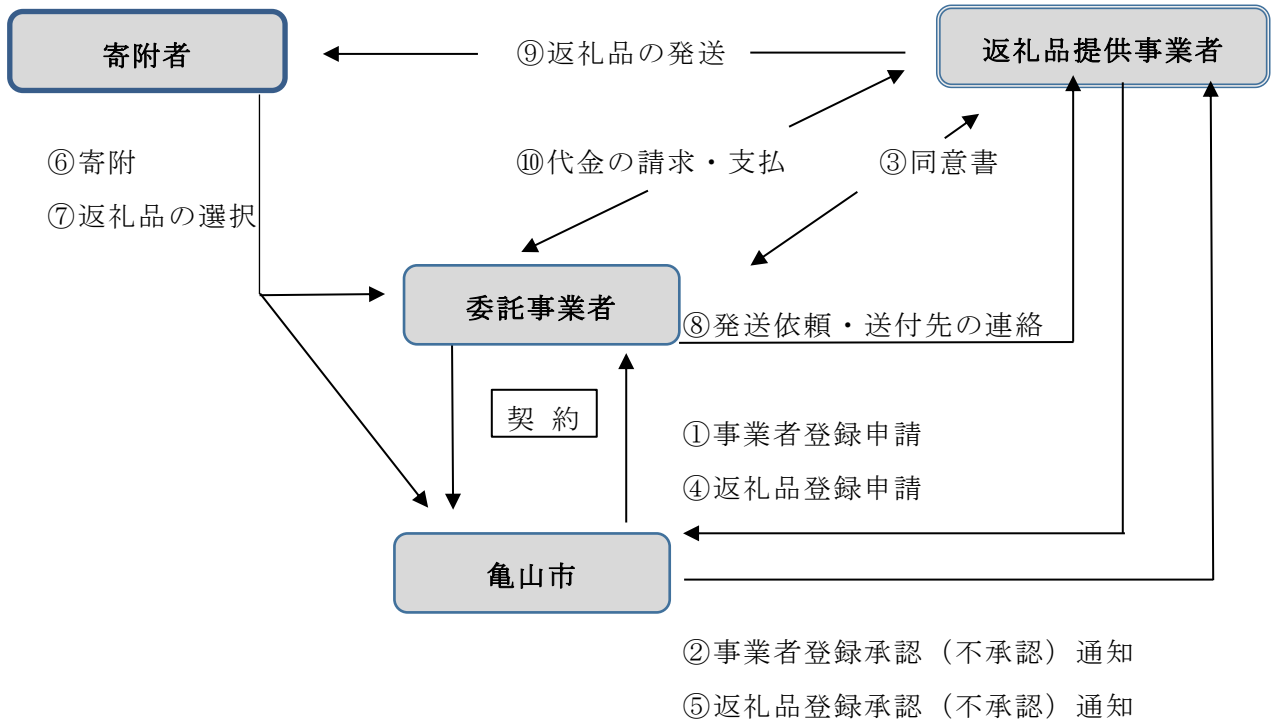 寄附者
⑨返礼品の発送
返礼品提供事業者
⑥寄附
⑩代金の請求・支払
③同意書
⑦返礼品の選択
委託事業者
⑧発送依頼・送付先の連絡
契 約
①事業者登録申請
④返礼品登録申請
亀山市
②事業者登録承認（不承認）通知
⑤返礼品登録承認（不承認）通知